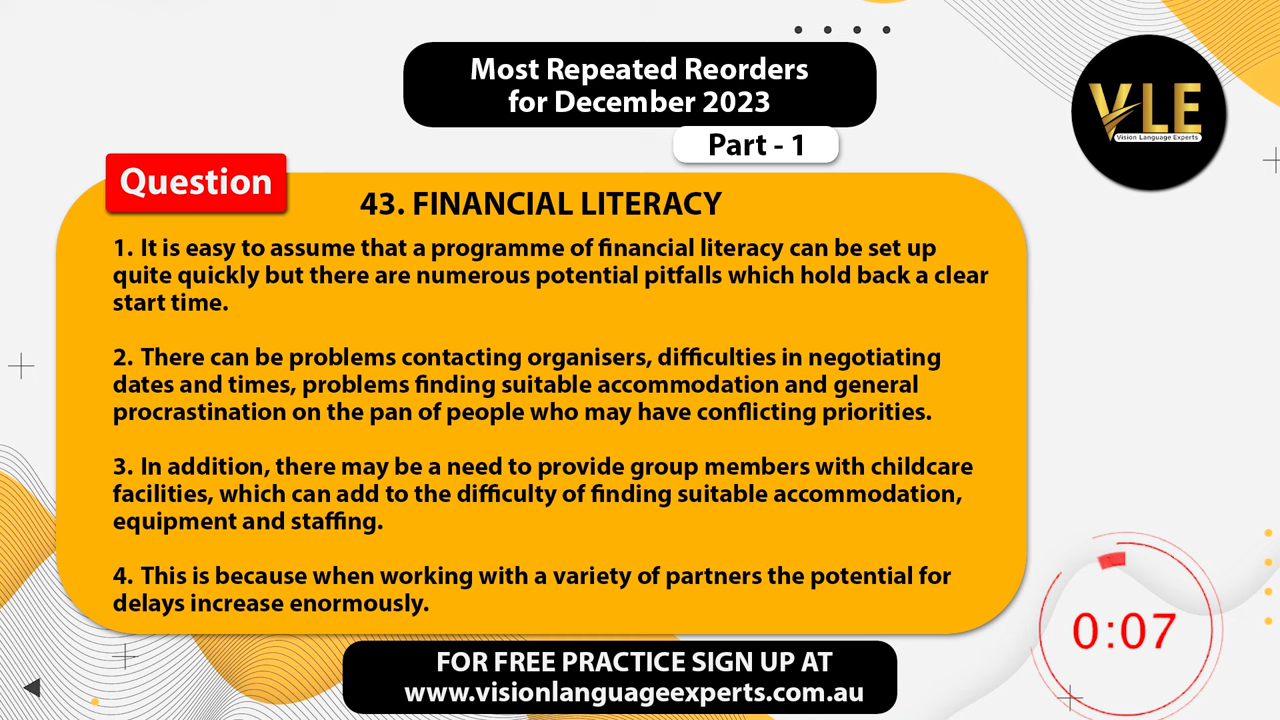 Most Repeated Reorders
for December 2023
Part - 1
VLE
Vision Language Experts
Question
43. FINANCIAL LITERACY
1. It is easy to assume that a programme of financial literacy can be set up
quite quickly but there are numerous potential pitfalls which hold back a clear
start time.
2. There can be problems contacting organisers, difficulties in negotiating
dates and times, problems finding suitable accommodation and general
procrastination on the pan of people who may have conflicting priorities.
3. In addition, there may be a need to provide group members with childcare
facilities, which can add to the difficulty of finding suitable accommodation,
equipment and staffing.
4. This is because when working with a variety of partners the potential for
delays increase enormously.
0:07
FOR FREE PRACTICE SIGN UP AT
www.visionlanguageexperts.com.au